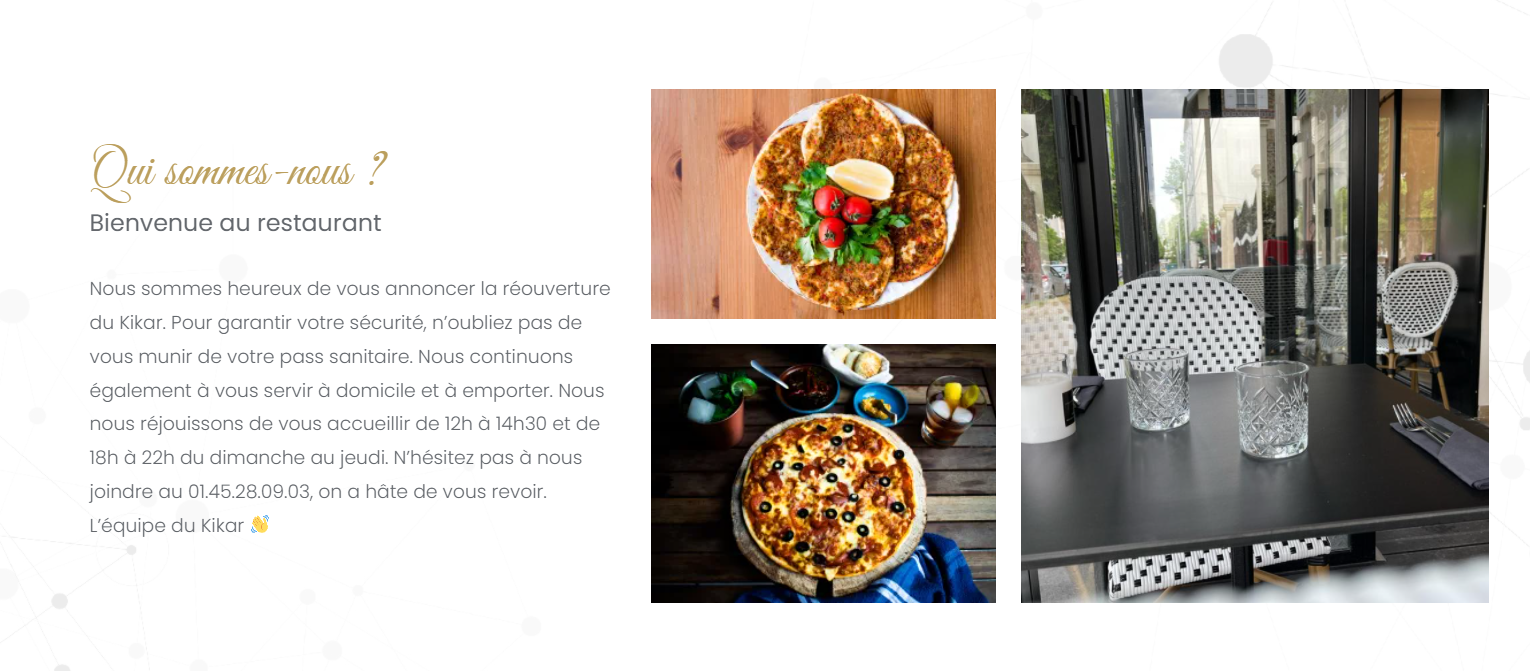 Qui sommes-nous ?
Bienvenue au restaurant
Nous sommes heureux de vous annoncer la réouverture
du Kikar. Pour garantir votre sécurité, n’oubliez pas de
vous munir de votre pass sanitaire. Nous continuons
également à vous servir à domicile et à emporter. Nous
nous réjouissons de vous accueillir de 12h à 14h30 et de
18h à 22h du dimanche au jeudi. N’hésitez pas à nous
joindre au 01.45.28.09.03, on a hâte de vous revoir.
L’équipe du Kikar 👋